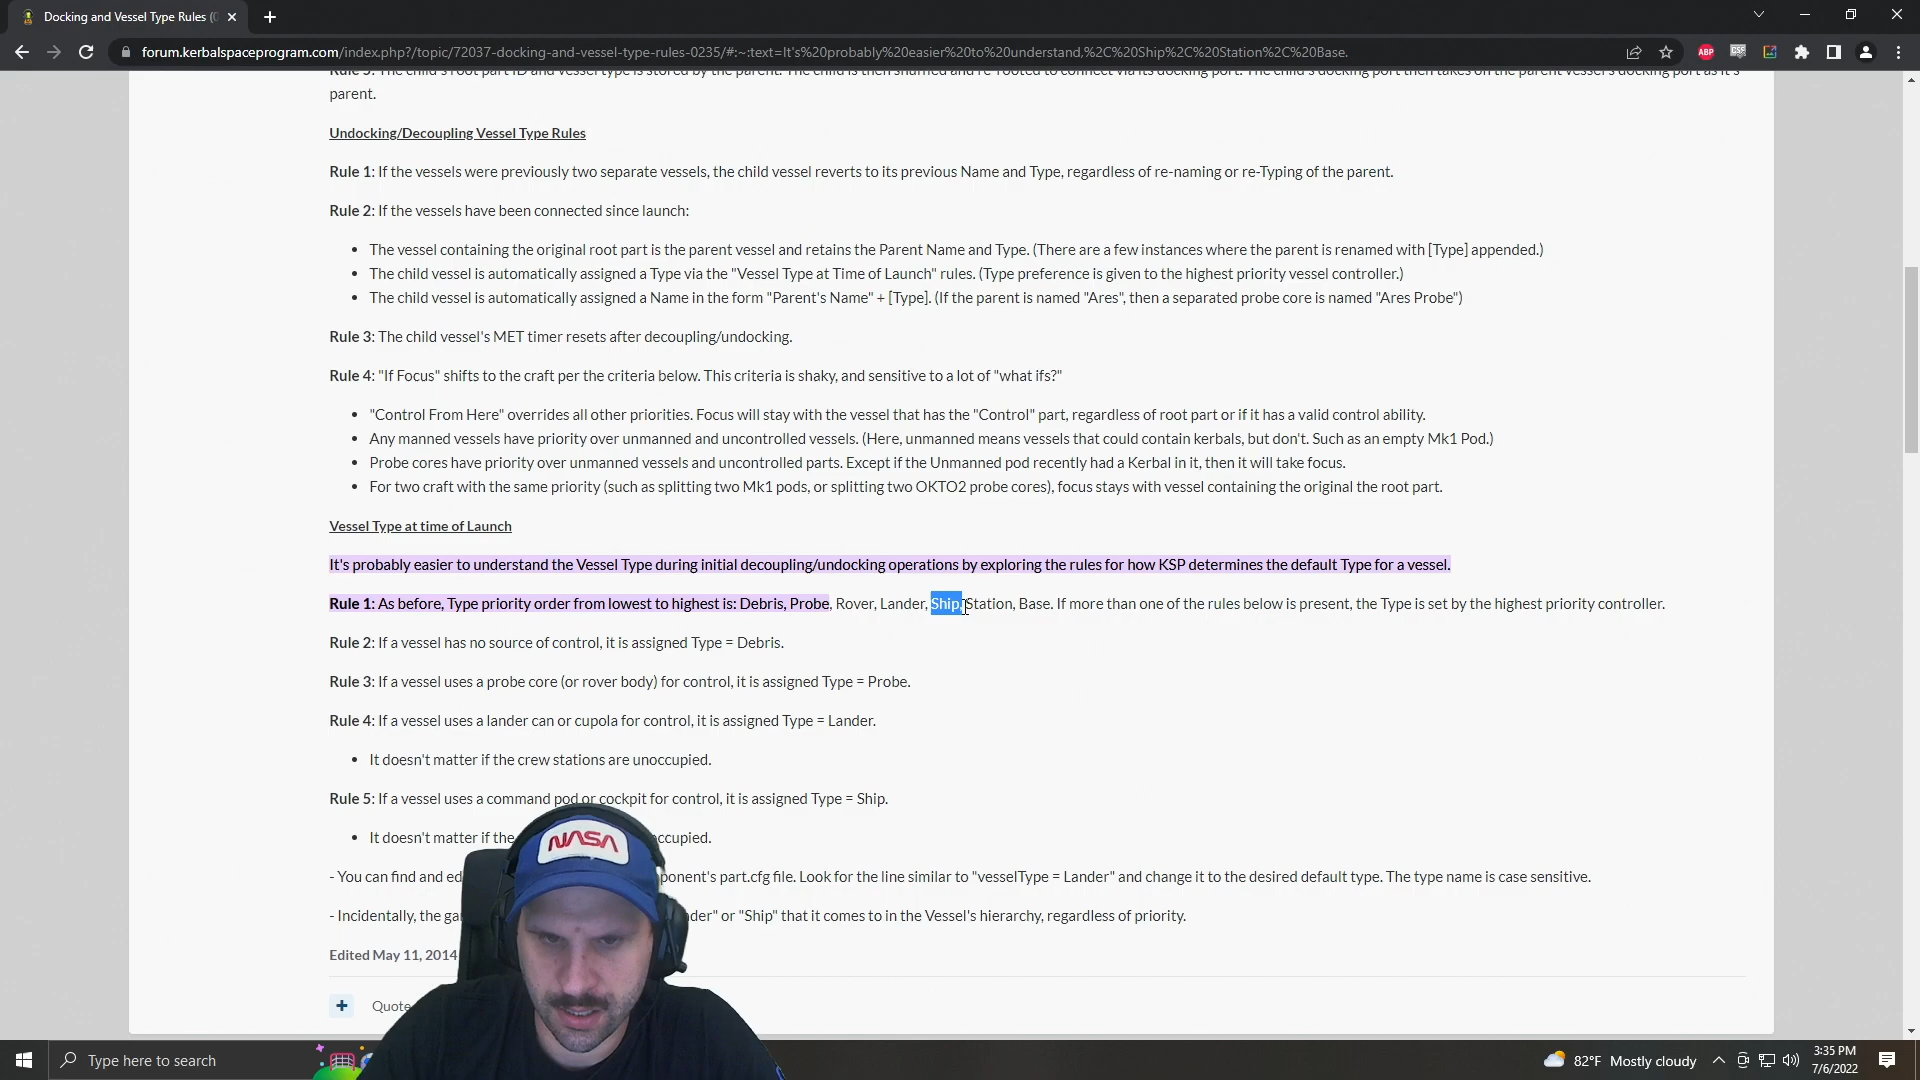 Docking and Vessel Type Rules (0
forum.kerbalspaceprogram.com/index.php?/topic/72037-docking-and-vessel-type-rules-0235/#:~:text=It's%20probably%20easier%20to%20understand,%2C%20Ship%2C%20Station%2C%20Base.
ABP
parent.
Undocking/Decoupling Vessel Type Rules
Rule 1: If the vessels were previously two separate vessels, the child vessel reverts to its previous Name and Type, regardless of re-naming or re-Typing of the parent.
Rule 2: If the vessels have been connected since launch:
• The vessel containing the original root part is the parent vessel and retains the Parent Name and Type. (There are a few instances where the parent is renamed with [Type] appended.)
• The child vessel is automatically assigned a Type via the "Vessel Type at Time of Launch" rules. (Type preference is given to the highest priority vessel controller.)
• The child vessel is automatically assigned a Name in the form "Parent's Name" + [Type]. (If the parent is named "Ares", then a separated probe core is named "Ares Probe")
Rule 3: The child vessel's MET timer resets after decoupling/undocking.
Rule 4: "If Focus" shifts to the craft per the criteria below. This criteria is shaky, and sensitive to a lot of "what ifs?"
• "Control From Here" overrides all other priorities. Focus will stay with the vessel that has the "Control" part, regardless of root part or if it has a valid control ability.
• Any manned vessels have priority over unmanned and uncontrolled vessels. (Here, unmanned means vessels that could contain kerbals, but don't. Such as an empty Mk1 Pod.)
• Probe cores have priority over unmanned vessels and uncontrolled parts. Except if the Unmanned pod recently had a Kerbal in it, then it will take focus.
• For two craft with the same priority (such as splitting two Mk1 pods, or splitting two OKTO2 probe cores), focus stays with vessel containing the original the root part.
Vessel Type at time of Launch
It's probably easier to understand the Vessel Type during initial decoupling/undocking operations by exploring the rules for how KSP determines the default Type for a vessel.
Rule 1: As before, Type priority order from lowest to highest is: Debris, Probe, Rover, Lander, Ship, Station, Base. If more than one of the rules below is present, the Type is set by the highest priority controller.
Rule 2: If a vessel has no source of control, it is assigned Type = Debris.
Rule 3: If a vessel uses a probe core (or rover body) for control, it is assigned Type = Probe.
Rule 4: If a vessel uses a lander can or cupola for control, it is assigned Type = Lander.
• It doesn't matter if the crew stations are unoccupied.
Rule 5: If a vessel uses a command pod or cockpit for control, it is assigned Type = Ship.
• It doesn't matter if the ccupied.
- You can find and ed ponent's part.cfg file. Look for the line similar to "vesselType = Lander" and change it to the desired default type. The type name is case sensitive.
- Incidentally, the ga der" or "Ship" that it comes to in the Vessel's hierarchy, regardless of priority.
Edited May 11, 2014
Quote
NASA
Type here to search
82°F Mostly cloudy
3:35 PM
7/6/2022